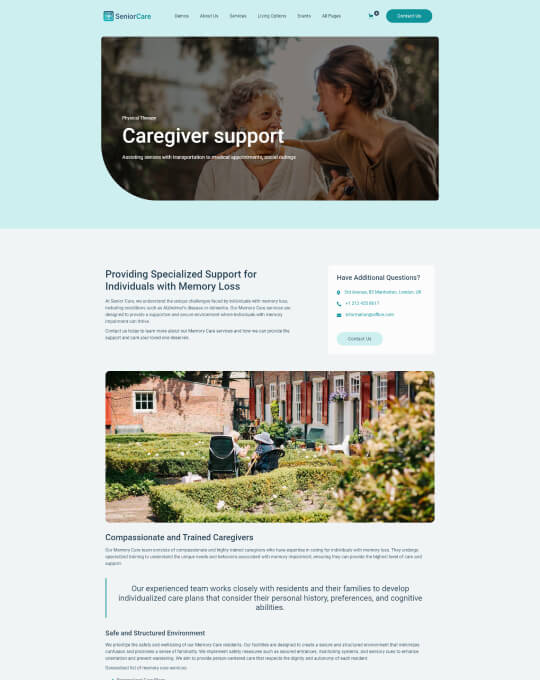 SeniorCare
Demos About Us Services Living Options Events All Pages 0 Contact Us
Physical Therapy
Caregiver support
Assisting seniors with transportation to medical appointments, social outings
Providing Specialized Support for
Individuals with Memory Loss
At Senior Care, we understand the unique challenges faced by individuals with memory loss,
including conditions such as Alzheimer's disease or dementia. Our Memory Care services are
designed to provide a supportive and secure environment where individuals with memory
impairment can thrive.
Contact us today to learn more about our Memory Care services and how we can provide the
support and care your loved one deserves.
Have Additional Questions?
3rd Avenue, B3 Manhatten, London, UK
+1 212 425 8617
information@office.com
Contact Us
Compassionate and Trained Caregivers
Our Memory Care team consists of compassionate and highly trained caregivers who have expertise in caring for individuals with memory loss. They undergo
specialized training to understand the unique needs and behaviors associated with memory impairment, ensuring they can provide the highest level of care and
support.
Our experienced team works closely with residents and their families to develop
individualized care plans that consider their personal history, preferences, and cognitive
abilities.
Safe and Structured Environment
We prioritize the safety and well-being of our Memory Care residents. Our facilities are designed to create a secure and structured environment that minimizes
confusion and promotes a sense of familiarity. We implement safety measures such as secured entrances, monitoring systems, and sensory cues to enhance
orientation and prevent wandering. We aim to provide person-centered care that respects the dignity and autonomy of each resident.